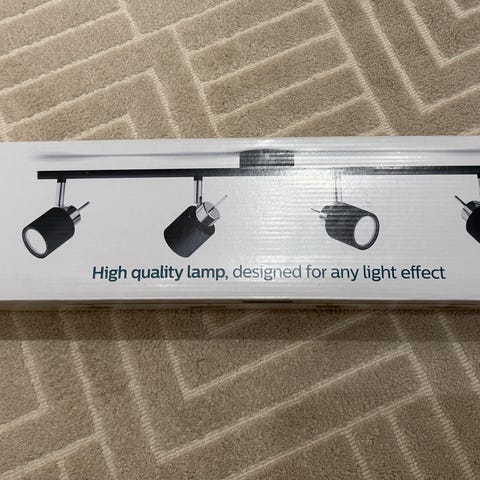 High quality lamp, designed for any light effect